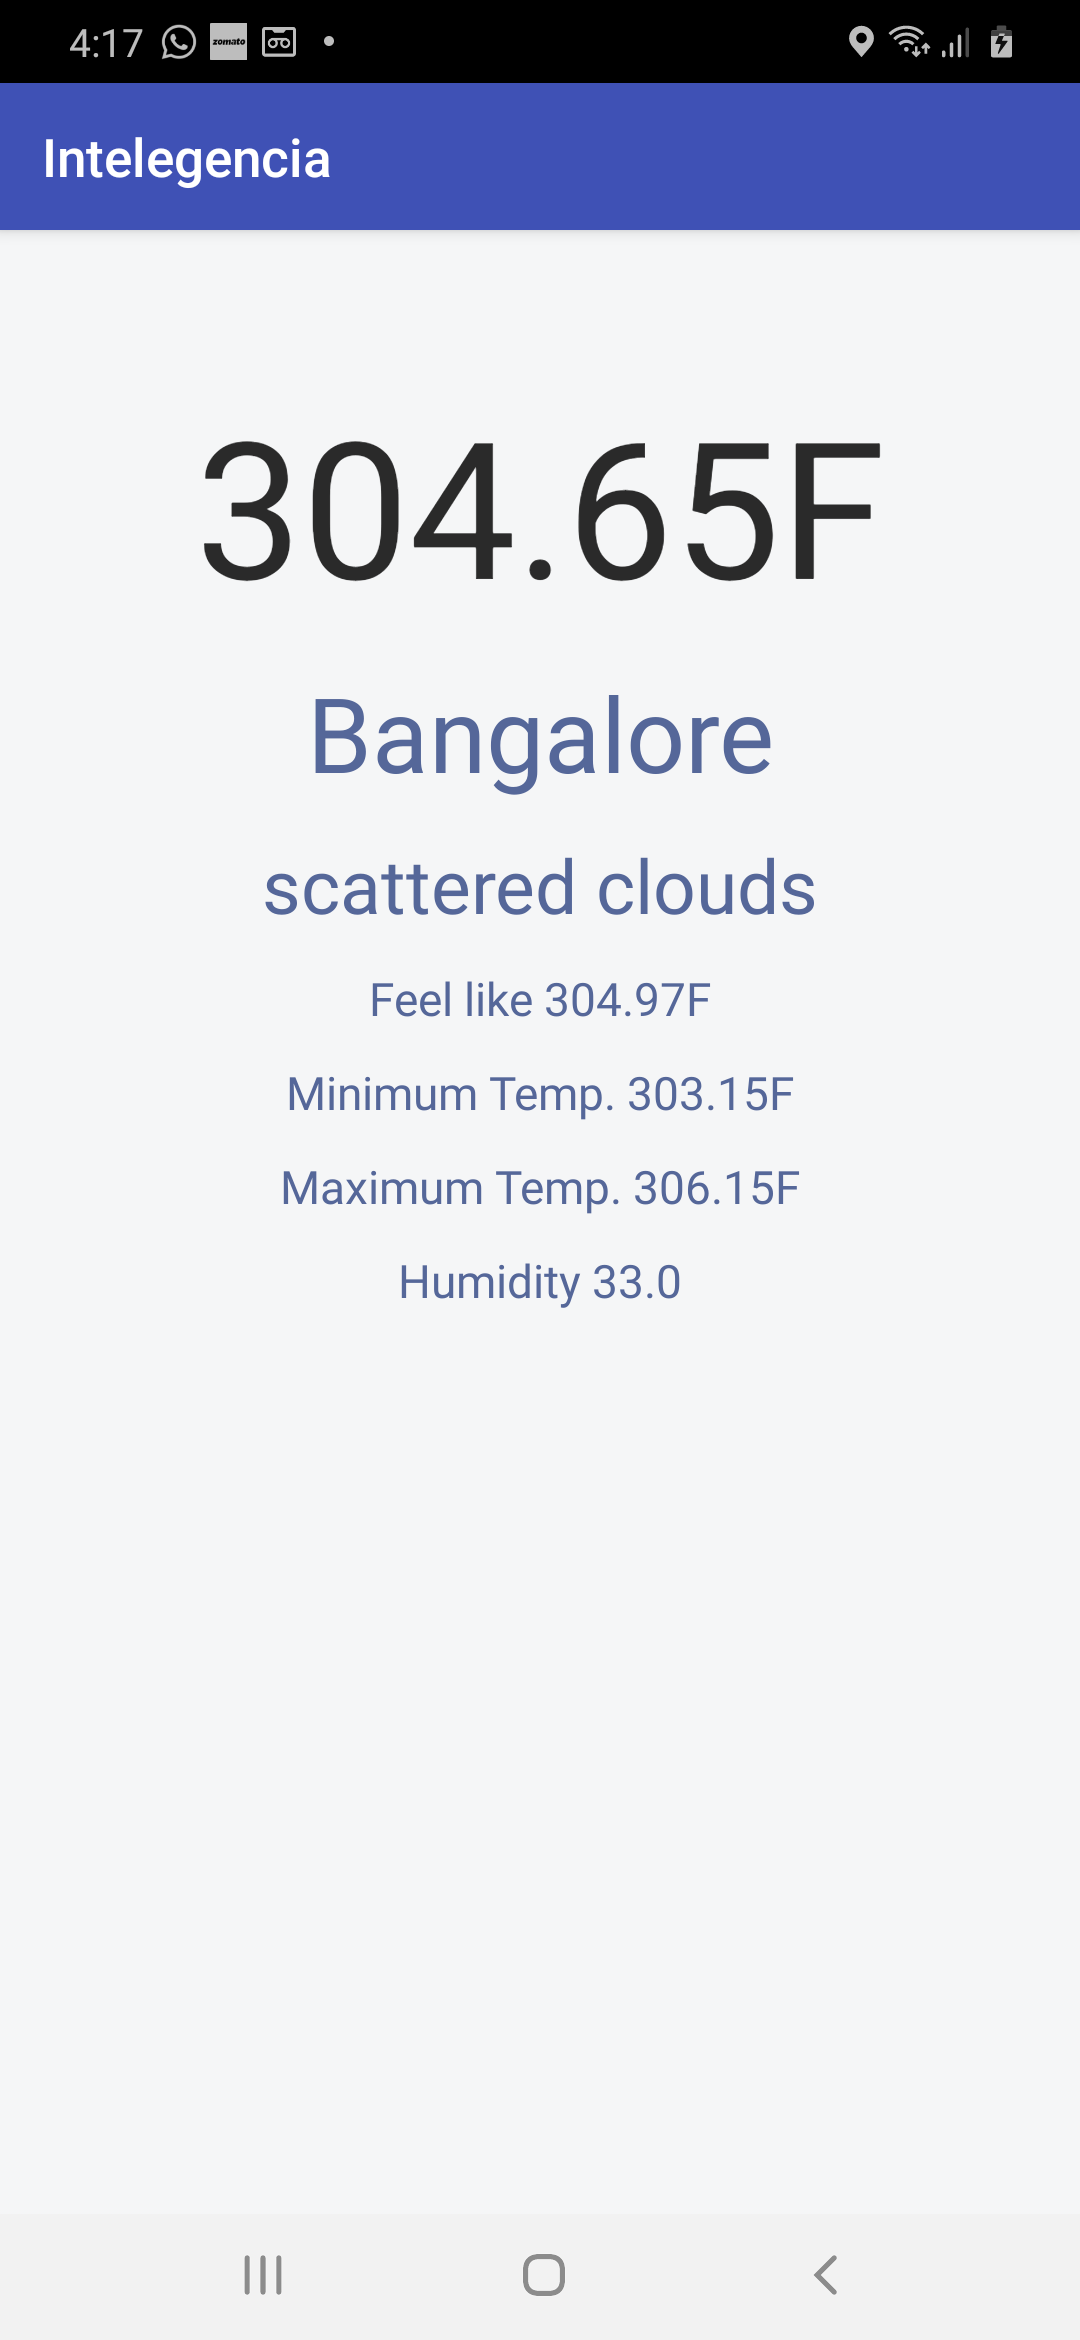 4:17 zomato
Intelegencia
304.65F
Bangalore
scattered clouds
Feel like 304.97F
Minimum Temp. 303.15F
Maximum Temp. 306.15F
Humidity 33.0